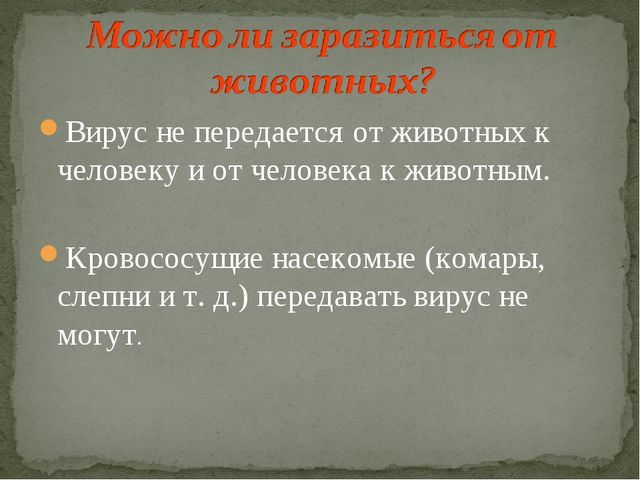 Можно ли заразиться от
животных?
Вирус не передается от животных к
человеку и от человека к животным.
Кровососущие насекомые (комары,
слепни и т. д.) передавать вирус не
могут.